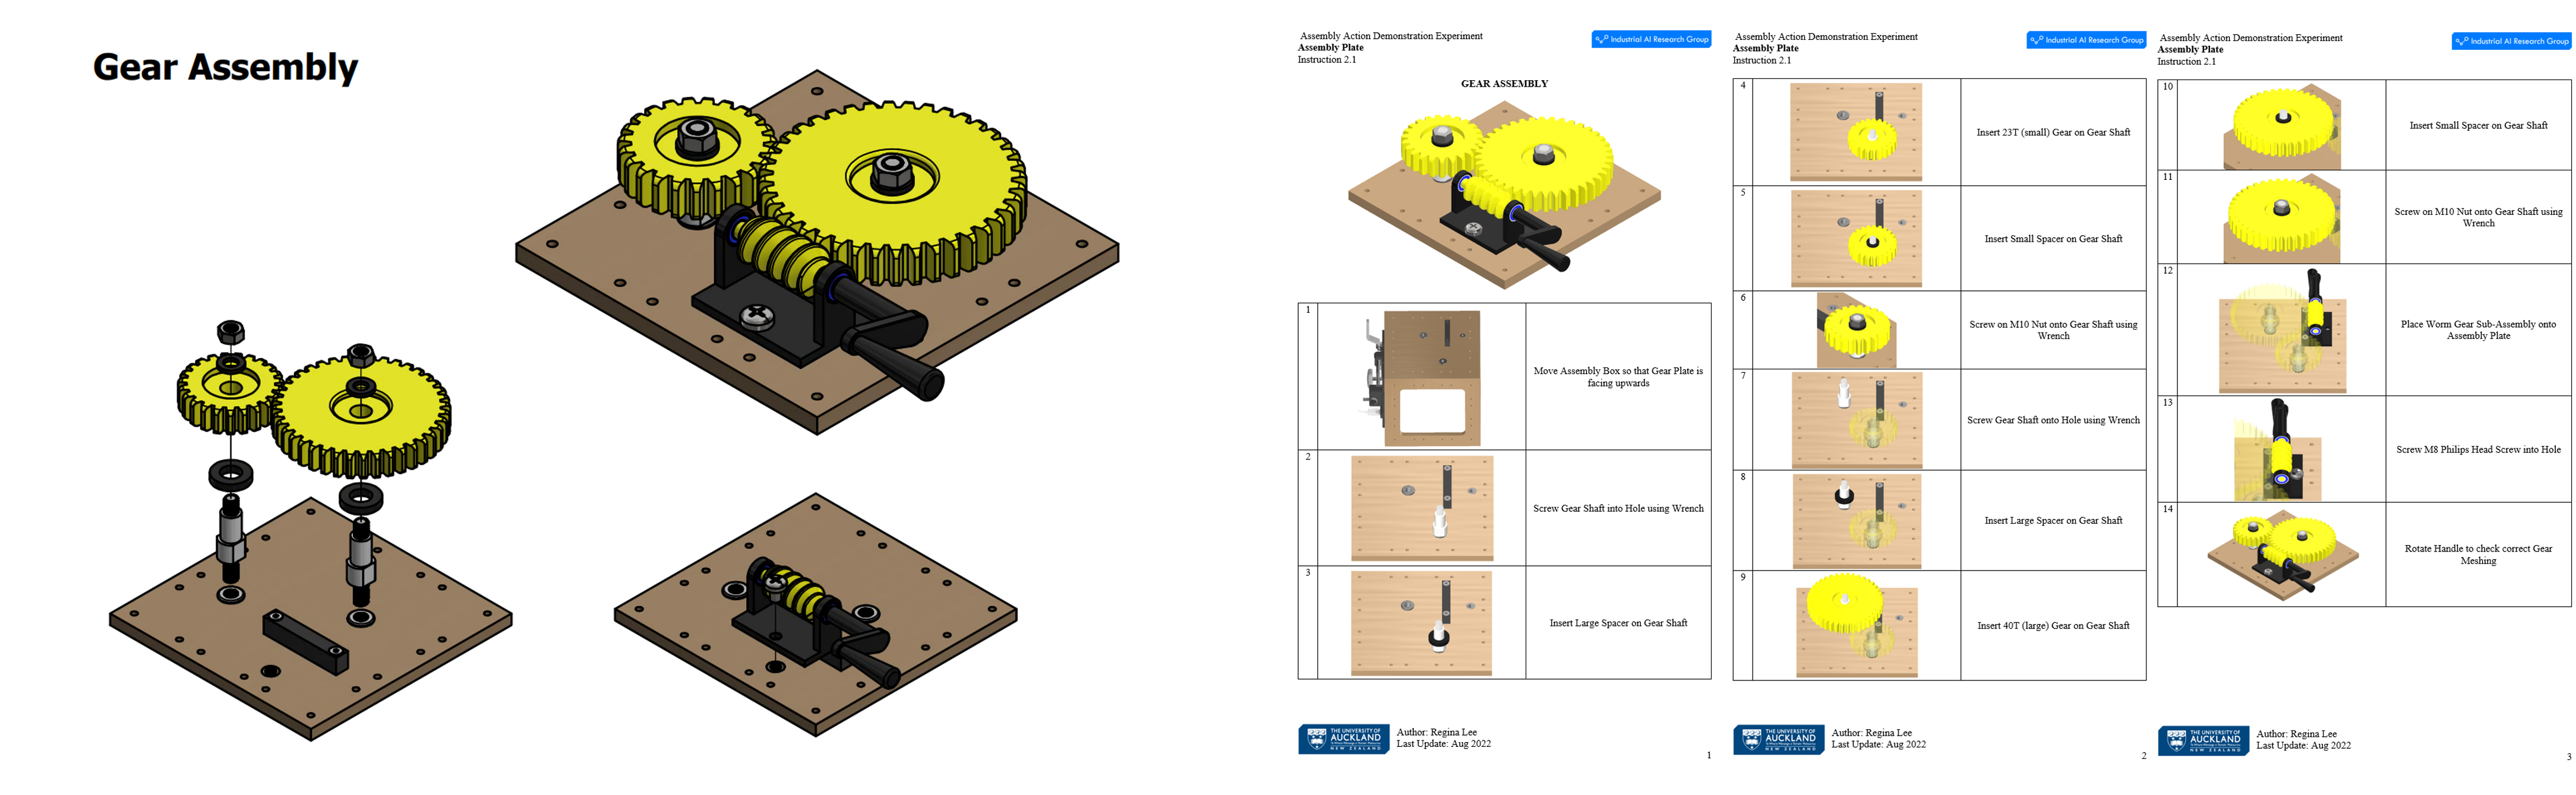 Gear Assembly
Assembly Action Demonstration Experiment
Assembly Plate
Instruction 2.1
Industrial AI Research Group
GEAR ASSEMBLY
1
Move Assembly Box so that Gear Plate is
facing upwards
2
Screw Gear Shaft into Hole using Wrench
3
Insert Large Spacer on Gear Shaft
THE UNIVERSITY OF
AUCKLAND
NEW ZEALAND
Author: Regina Lee
Last Update: Aug 2022
1
Assembly Action Demonstration Experiment
Assembly Plate
Instruction 2.1
Industrial AI Research Group
4
Insert 23T (small) Gear on Gear Shaft
5
Insert Small Spacer on Gear Shaft
6
Screw on M10 Nut onto Gear Shaft using
Wrench
7
Screw Gear Shaft onto Hole using Wrench
8
Insert Large Spacer on Gear Shaft
9
Insert 40T (large) Gear on Gear Shaft
THE UNIVERSITY OF
AUCKLAND
NEW ZEALAND
Author: Regina Lee
Last Update: Aug 2022
2
Assembly Action Demonstration Experiment
Assembly Plate
Instruction 2.1
Industrial AI Research Group
10
Insert Small Spacer on Gear Shaft
11
Screw on M10 Nut onto Gear Shaft using
Wrench
12
Place Worm Gear Sub-Assembly onto
Assembly Plate
13
Screw M8 Philips Head Screw into Hole
14
Rotate Handle to check correct Gear
Meshing
THE UNIVERSITY OF
AUCKLAND
NEW ZEALAND
Author: Regina Lee
Last Update: Aug 2022
3